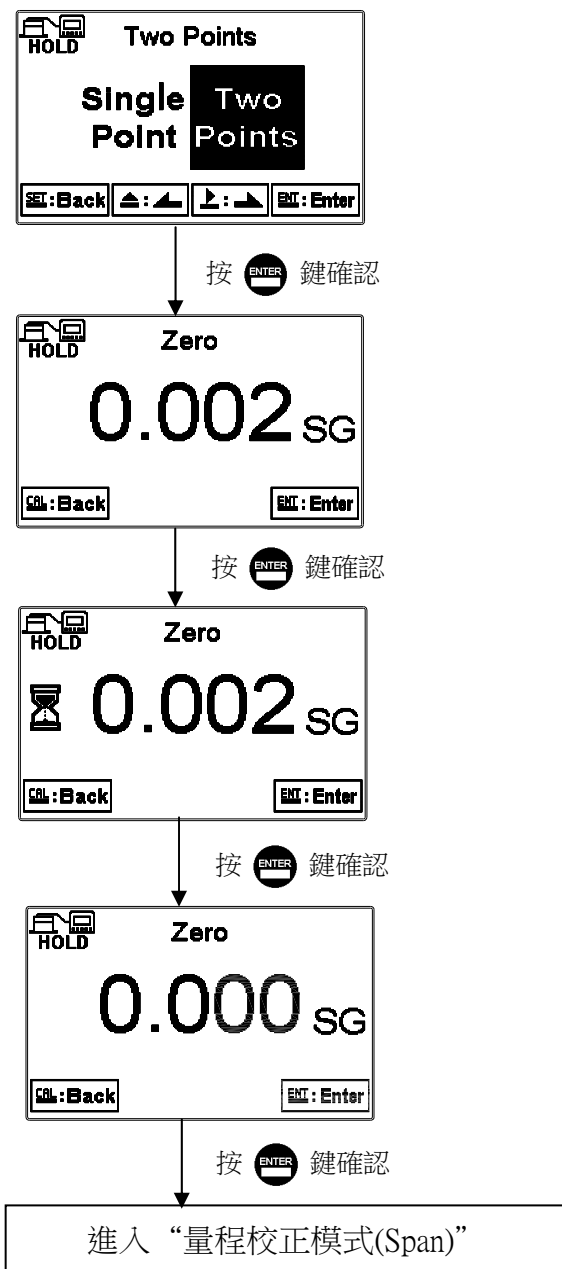 HOLD Two Points
Single Two
Point Points
SET:Back ENT:Enter
按 ENTER 鍵確認
HOLD Zero
0.002 SG
CAL:Back ENT:Enter
按 ENTER 鍵確認
HOLD Zero
0.002 SG
CAL:Back ENT:Enter
按 ENTER 鍵確認
HOLD Zero
0.000 SG
CAL:Back ENT:Enter
按 ENTER 鍵確認
進入“量程校正模式(Span)”